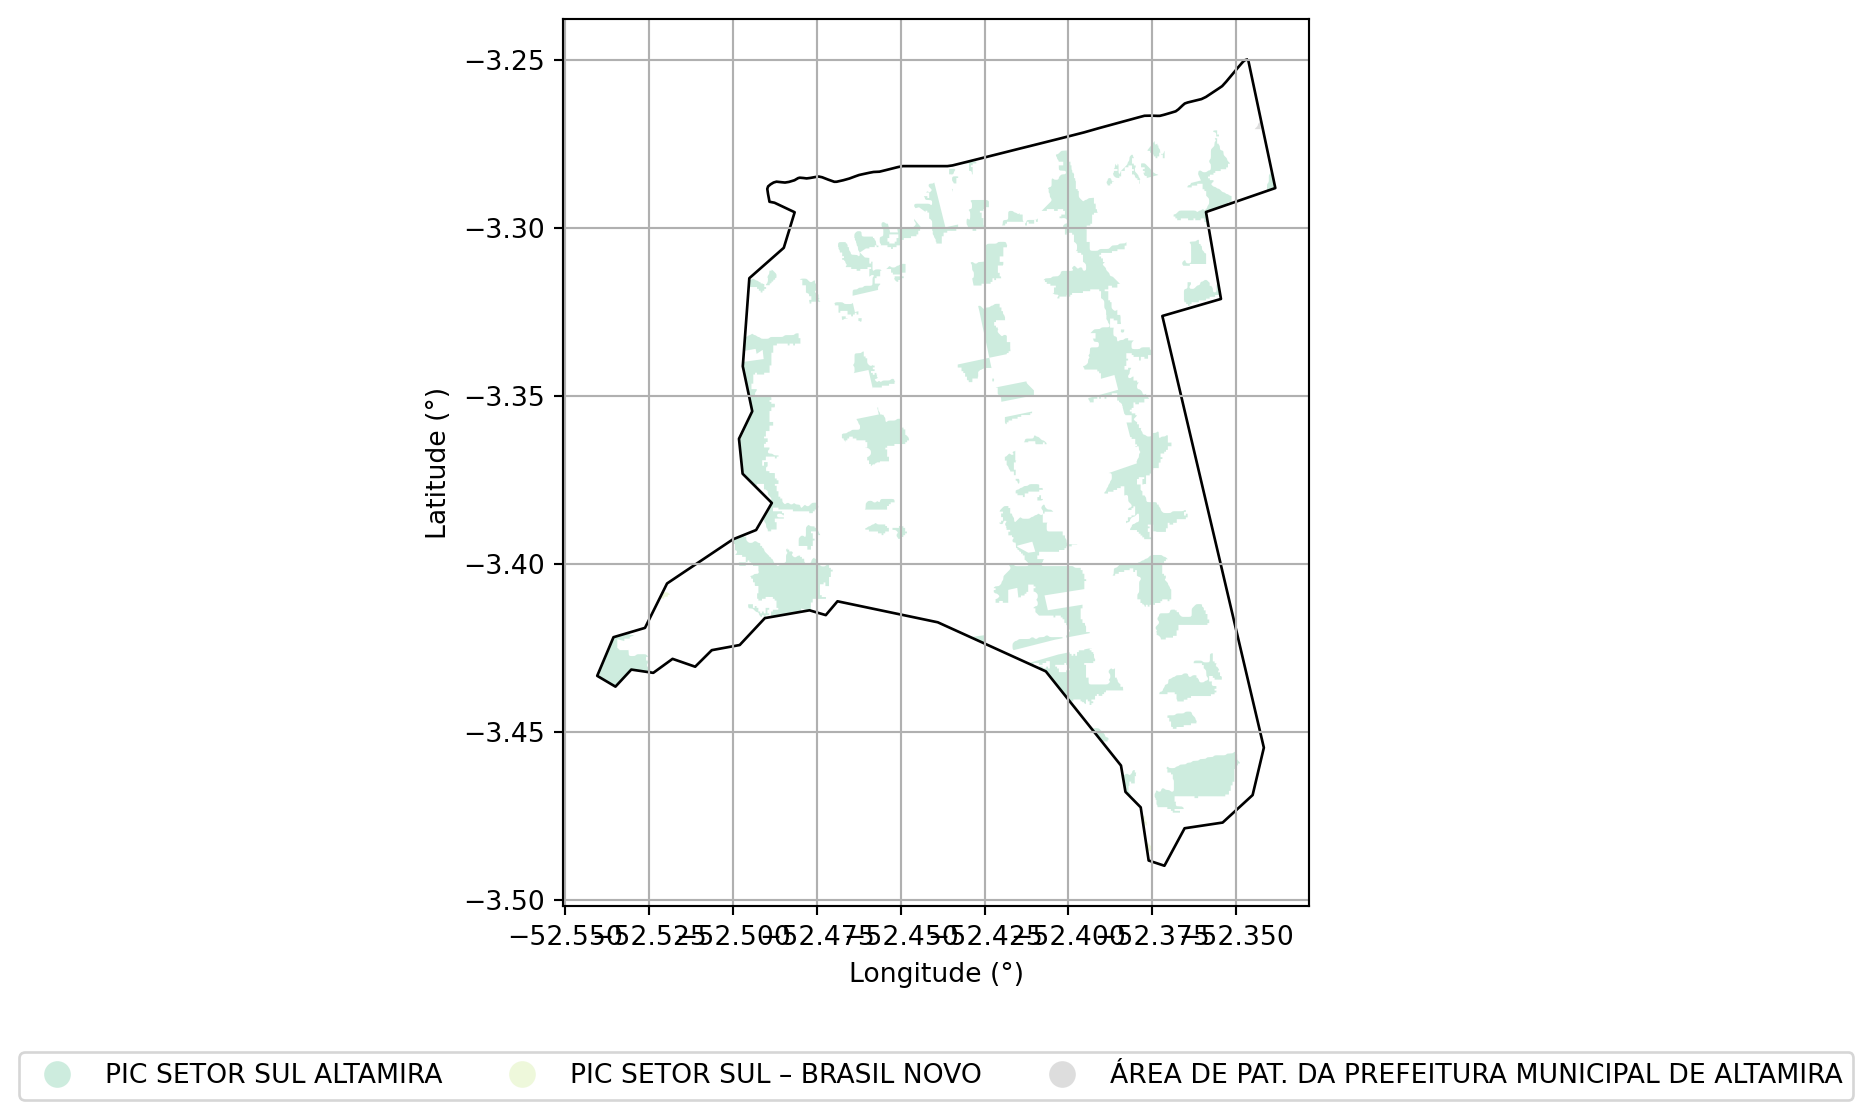 −3.25
−3.30
−3.35
−3.40
−3.45
−3.50
Latitude (°)
−52.550 −52.525 −52.500 −52.475 −52.450 −52.425 −52.400 −52.375 −52.350
Longitude (°)
PIC SETOR SUL ALTAMIRA PIC SETOR SUL – BRASIL NOVO ÁREA DE PAT. DA PREFEITURA MUNICIPAL DE ALTAMIRA